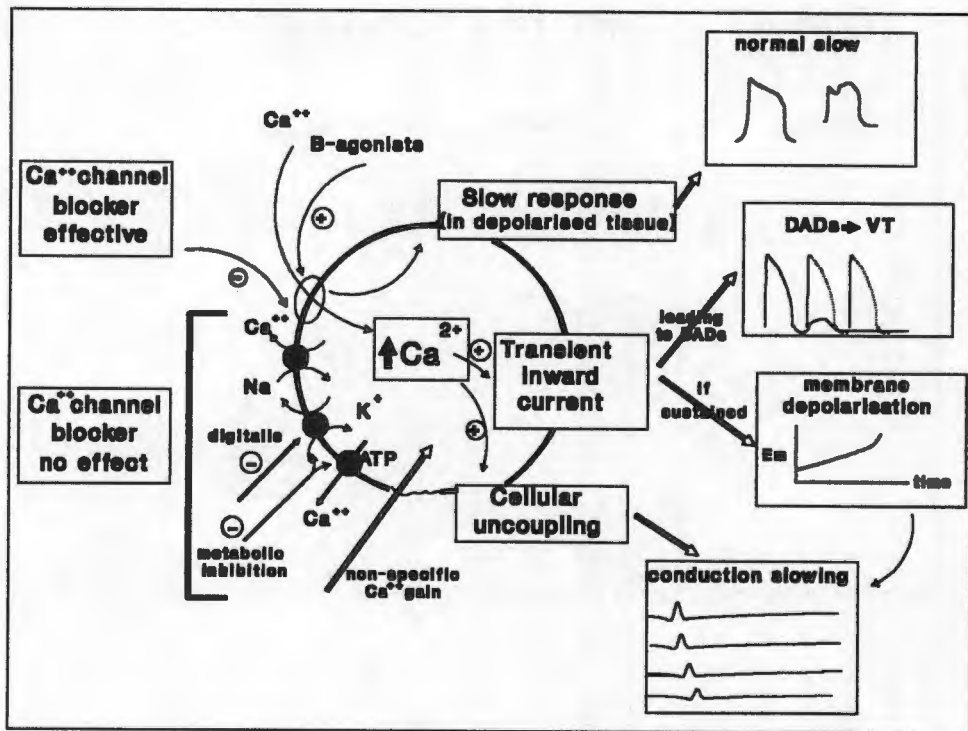 normal slow
Ca⁺⁺
B-agonists
Ca⁺⁺channel
blocker
effective
+
Slow response
(in depolarised tissue)
DADs→ VT
−
Ca⁺⁺
↑Ca²⁺
+
Transient
inward
current
leading
to DADs
Na
K⁺
Ca⁺⁺channel
blocker
no effect
if
sustained
membrane
depolarisation
Em
time
digitalis
−
+
ATP
Ca⁺⁺
−
metabolic
inhibition
non-specific
Ca⁺⁺gain
Cellular
uncoupling
conduction slowing